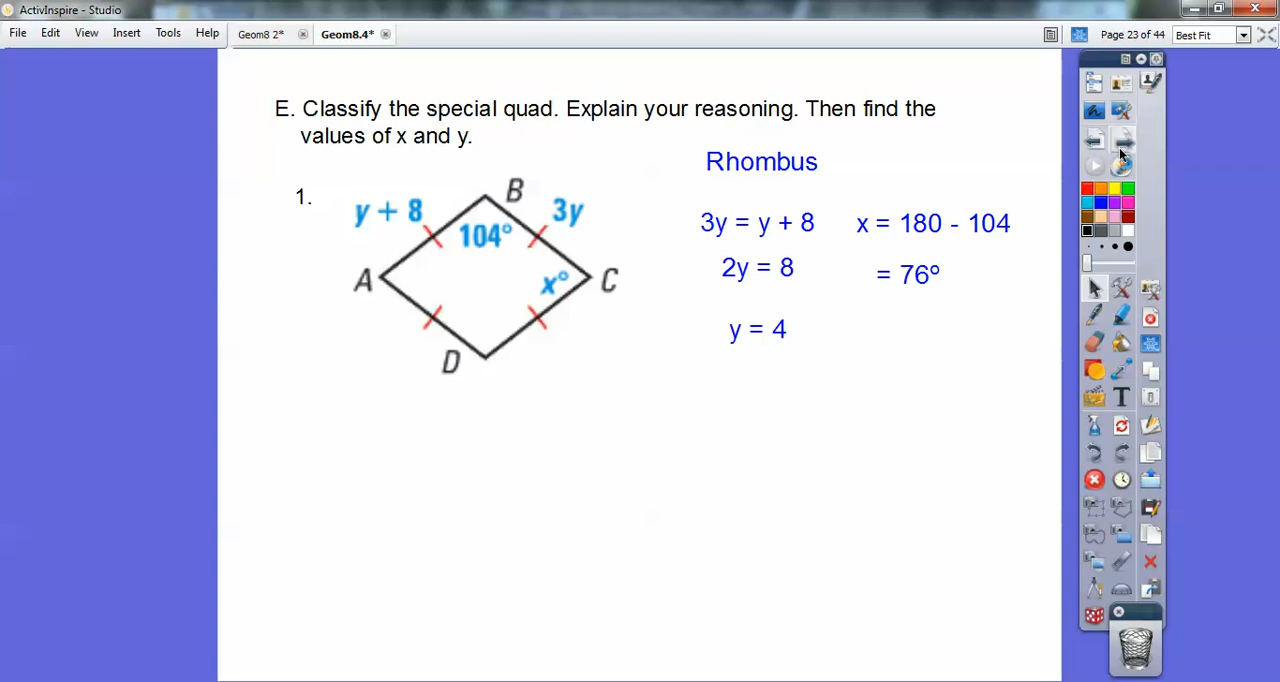 ActivInspire - Studio
File Edit View Insert Tools Help
Geom8 2* Geom8.4*
Page 23 of 44 Best Fit
E. Classify the special quad. Explain your reasoning. Then find the
values of x and y.
Rhombus
1.
y + 8 B 3y
104°
A x° C
D
3y = y + 8 x = 180 - 104
2y = 8 = 76º
y = 4
T